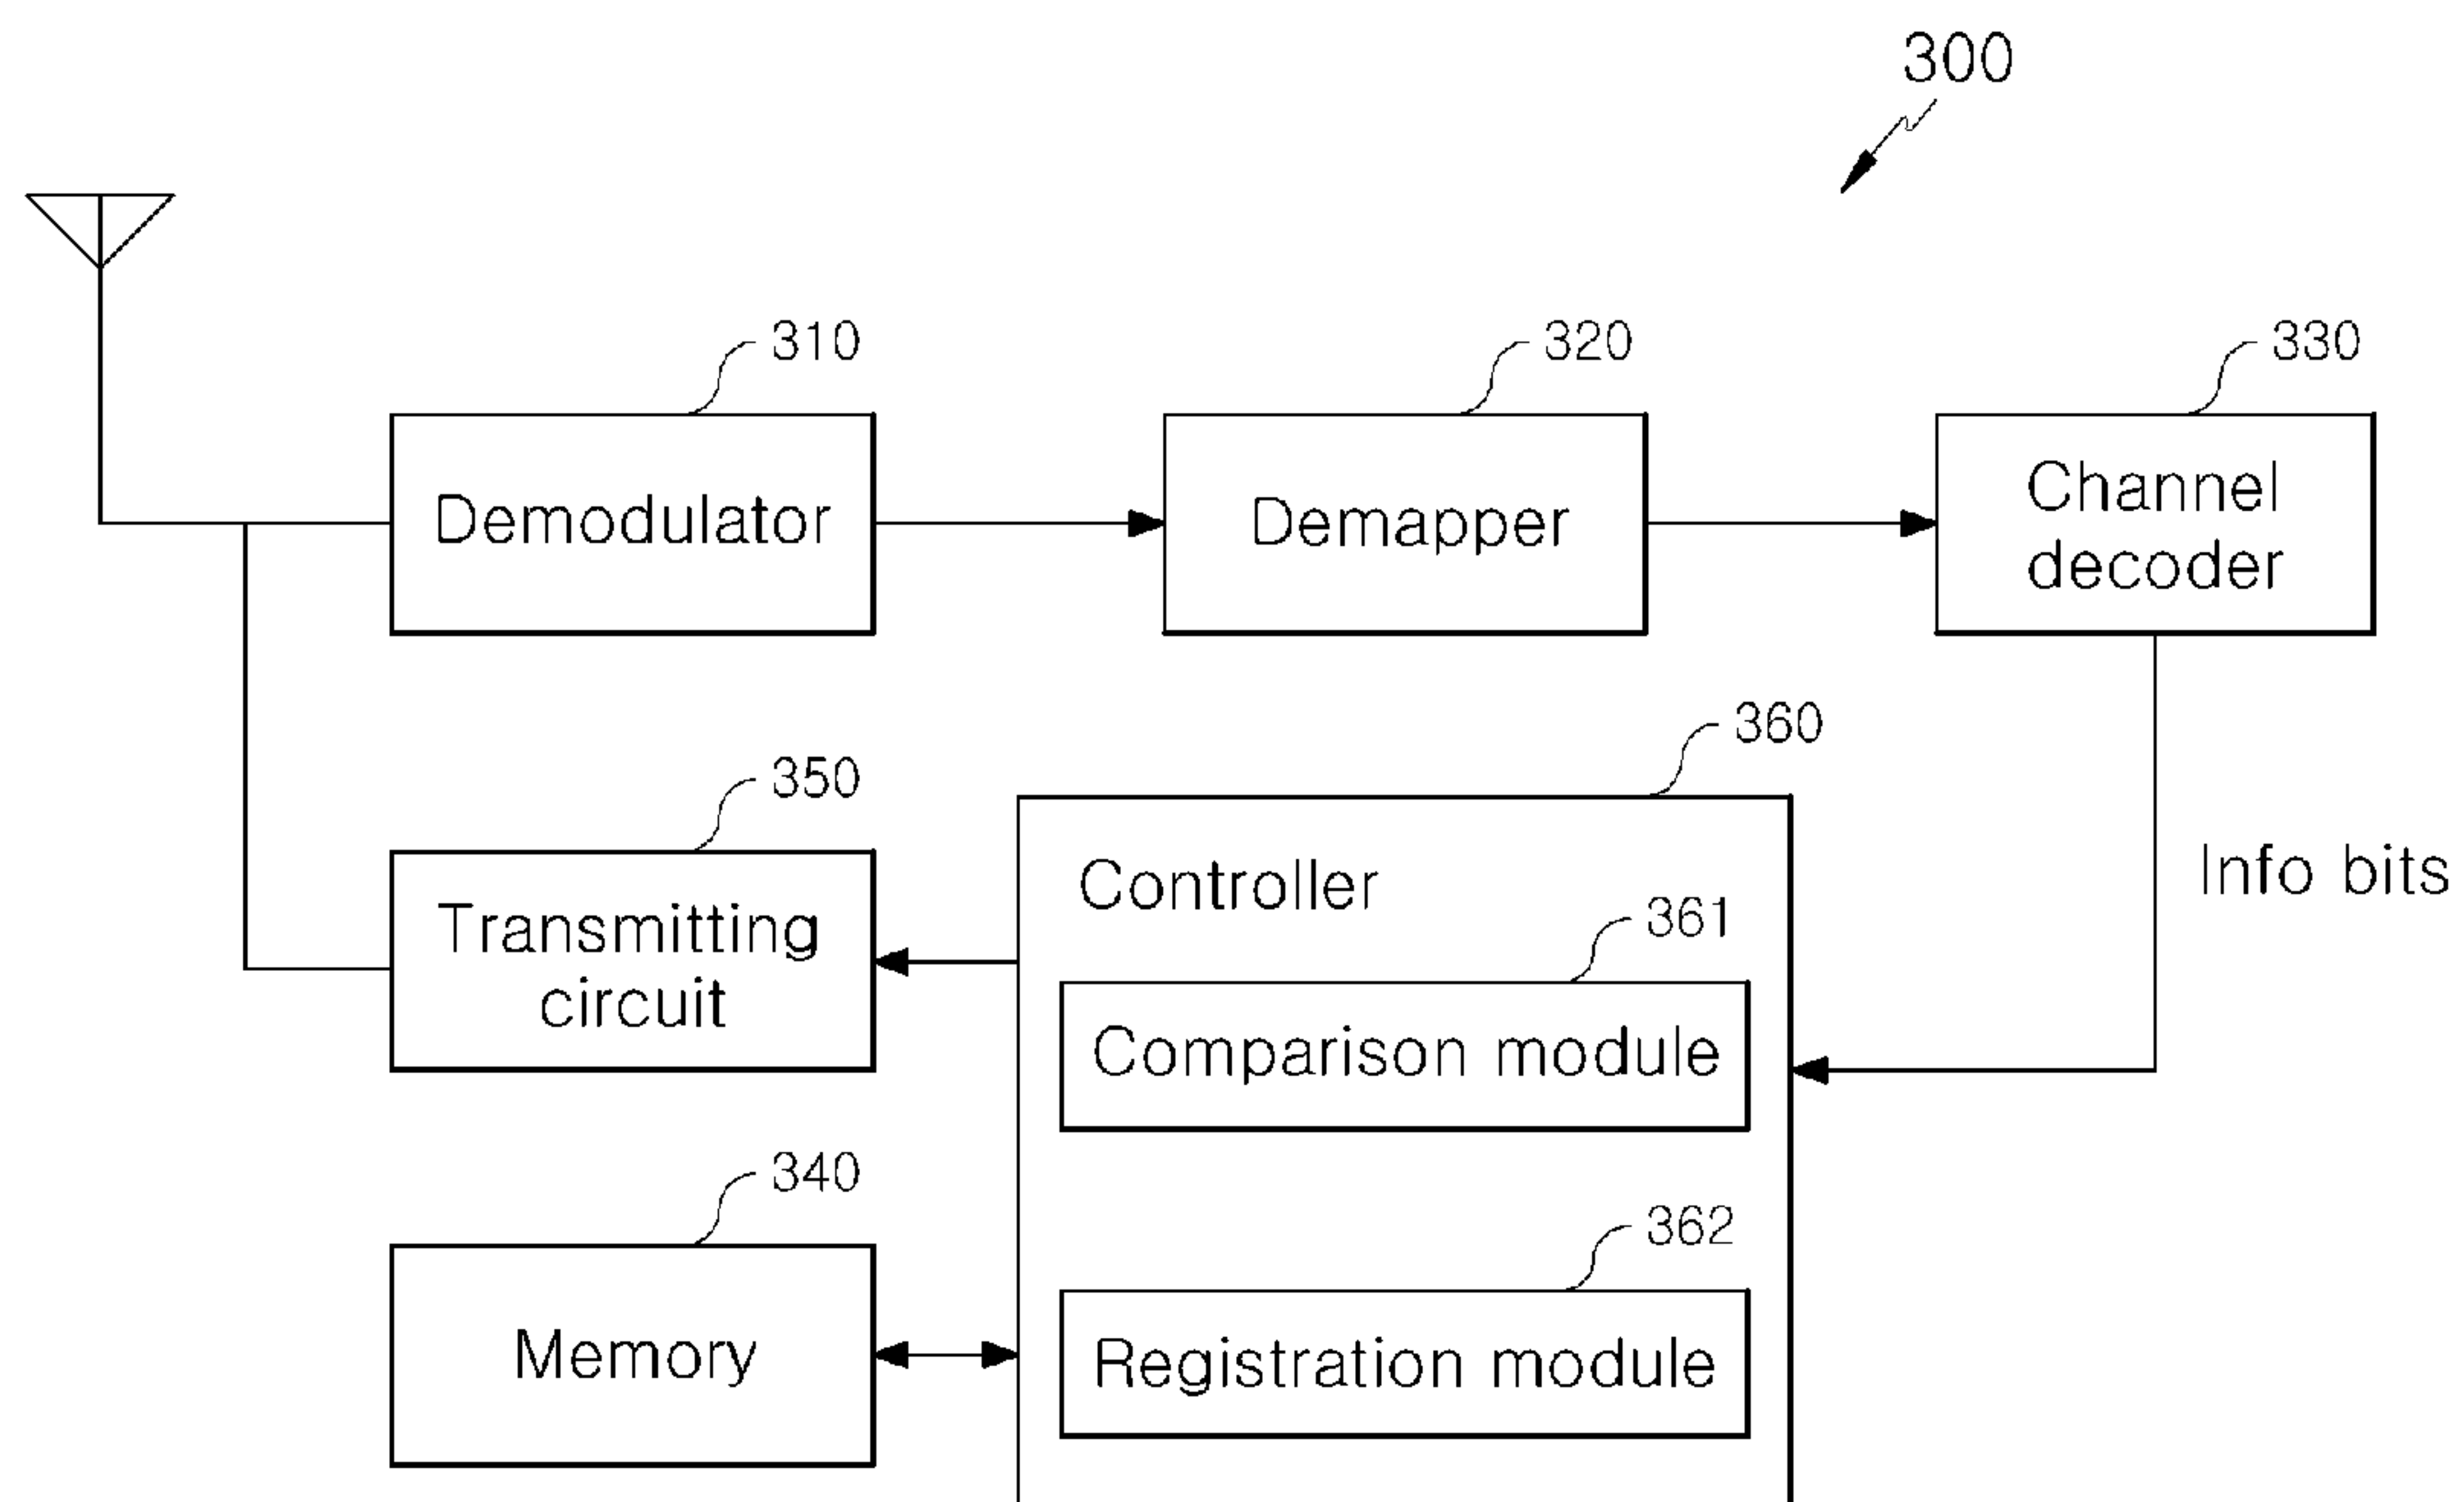 300
310
320
330
Demodulator
Demapper
Channel
decoder
360
350
Controller
Info bits
361
Transmitting
circuit
Comparison module
340
362
Memory
Registration module